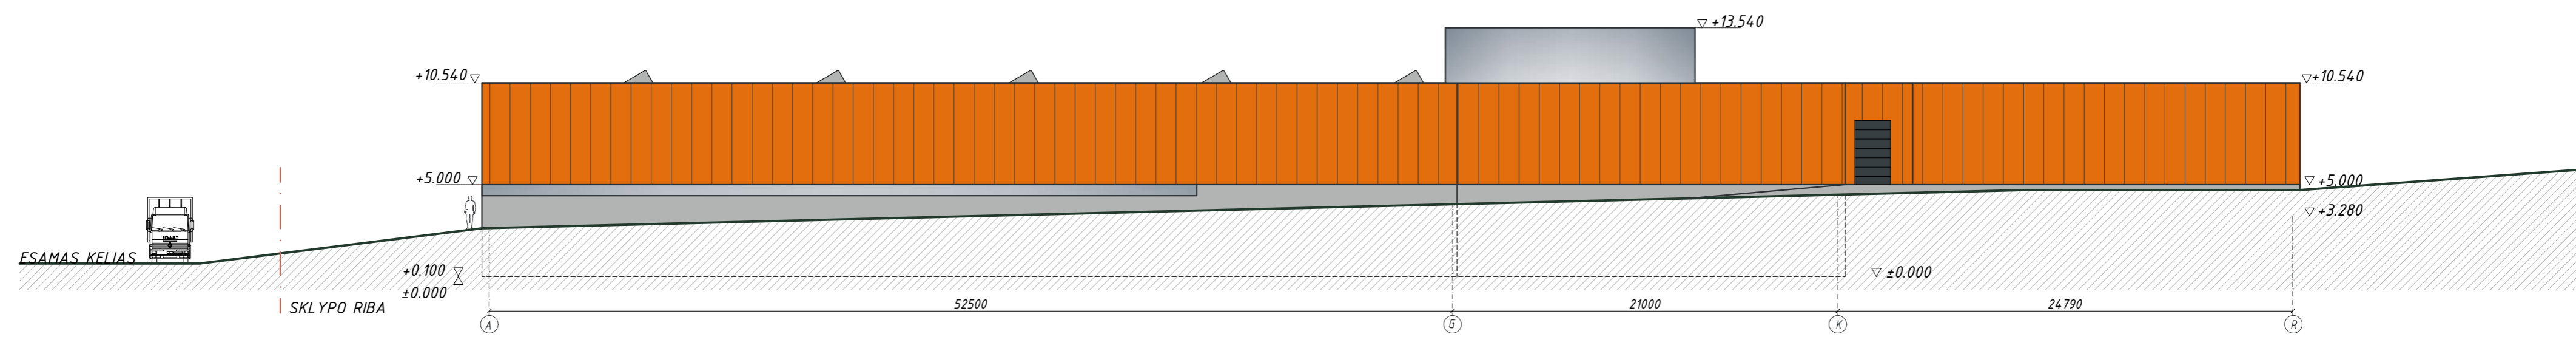 +13.540
+10.540
+10.540
+5.000
+5.000
+3.280
ESAMAS KELIAS
+0.100
±0.000
±0.000
SKLYPO RIBA
52500
21000
24790
A
G
K
R